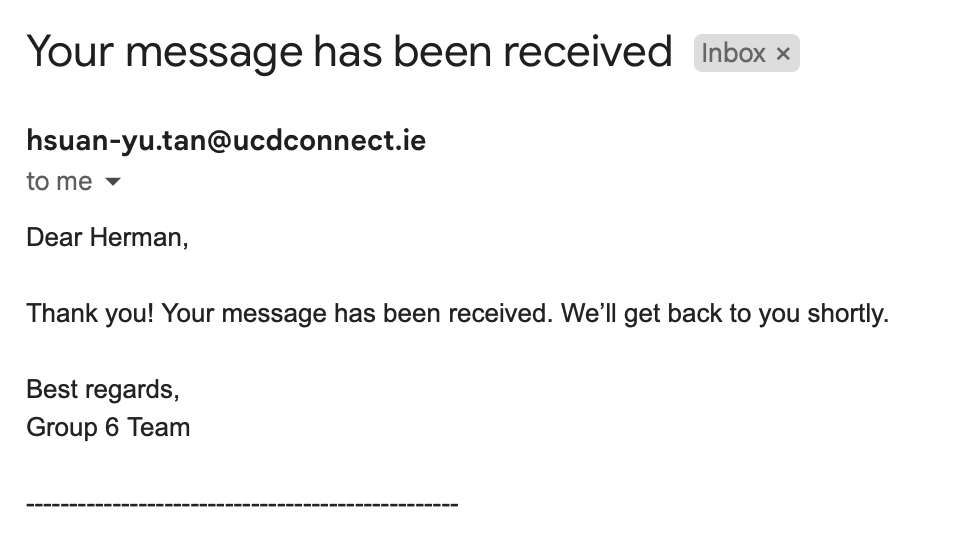 Your message has been received Inbox ×
hsuan-yu.tan@ucdconnect.ie
to me
Dear Herman,
Thank you! Your message has been received. We’ll get back to you shortly.
Best regards,
Group 6 Team
--------------------------------------------------